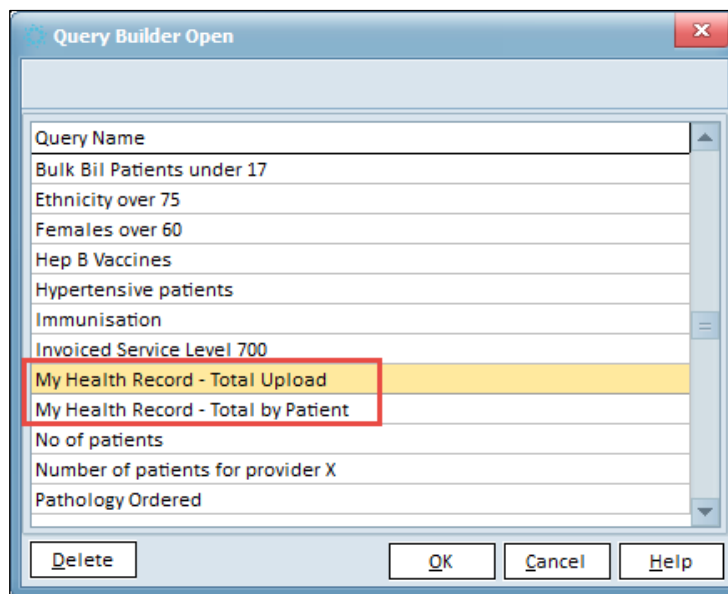 Query Builder Open
Query Name
Bulk Bil Patients under 17
Ethnicity over 75
Females over 60
Hep B Vaccines
Hypertensive patients
Immunisation
Invoiced Service Level 700
My Health Record - Total Upload
My Health Record - Total by Patient
No of patients
Number of patients for provider X
Pathology Ordered
Delete OK Cancel Help